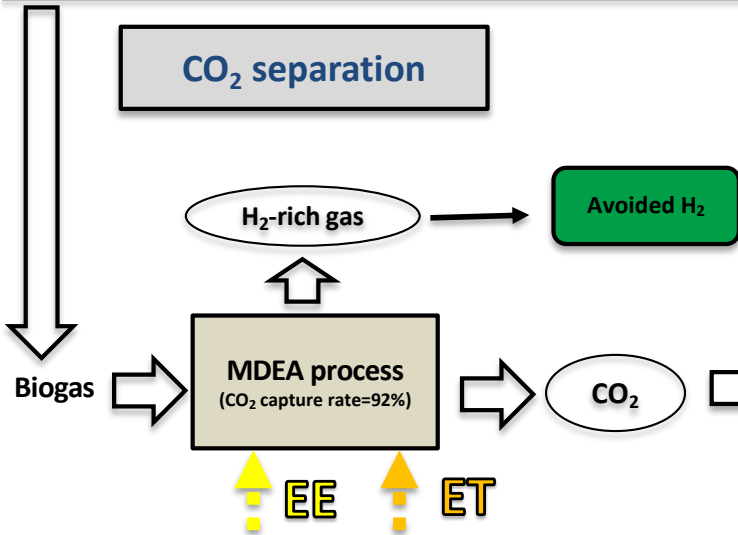 CO₂ separation
H₂-rich gas
Avoided H₂
Biogas
MDEA process
(CO₂ capture rate=92%)
CO₂
EE
ET